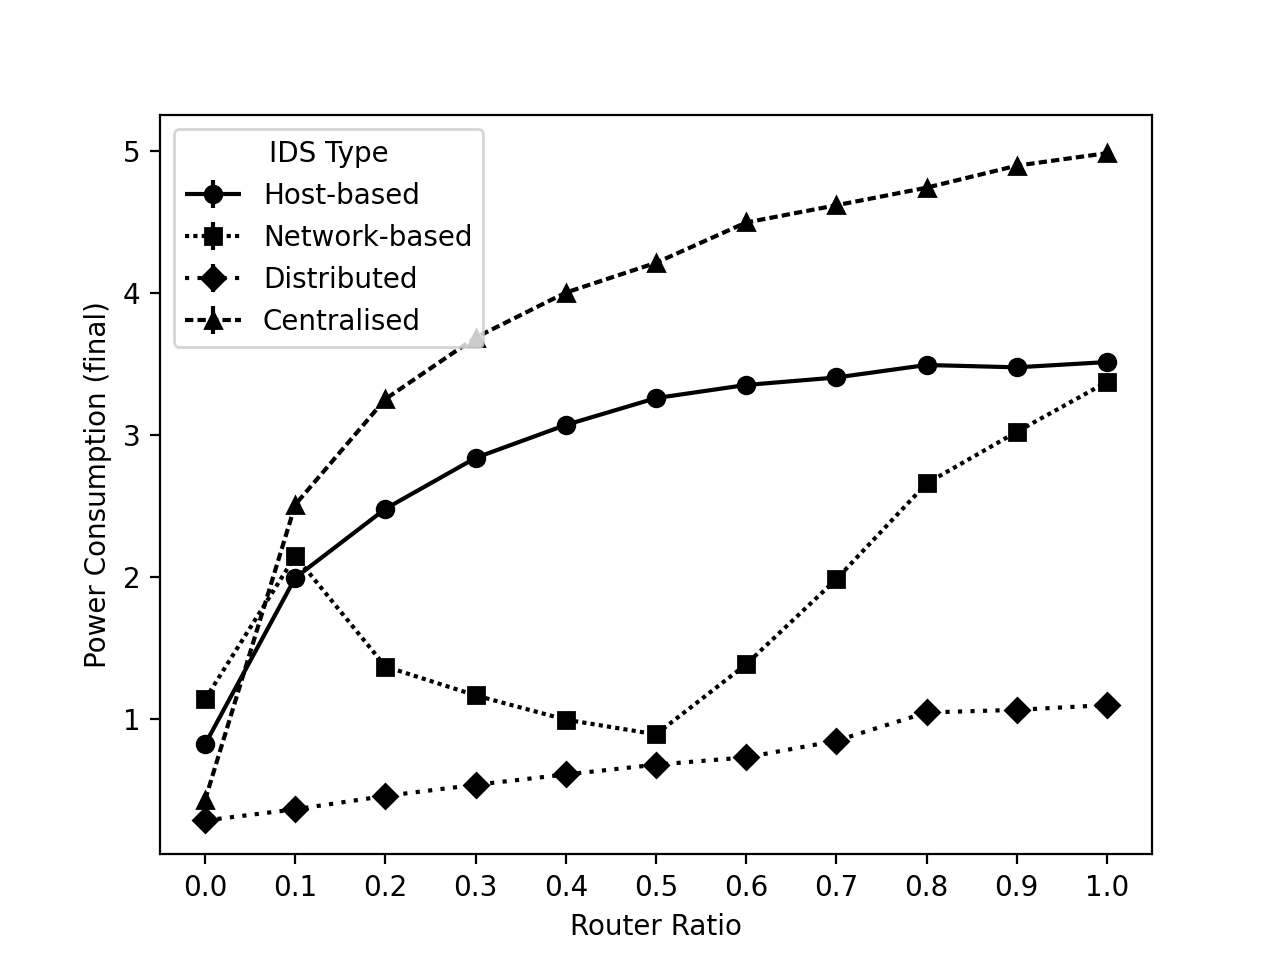 IDS Type
Host-based
Network-based
Distributed
Centralised
Power Consumption (final)
5
4
3
2
1
0.0 0.1 0.2 0.3 0.4 0.5 0.6 0.7 0.8 0.9 1.0
Router Ratio